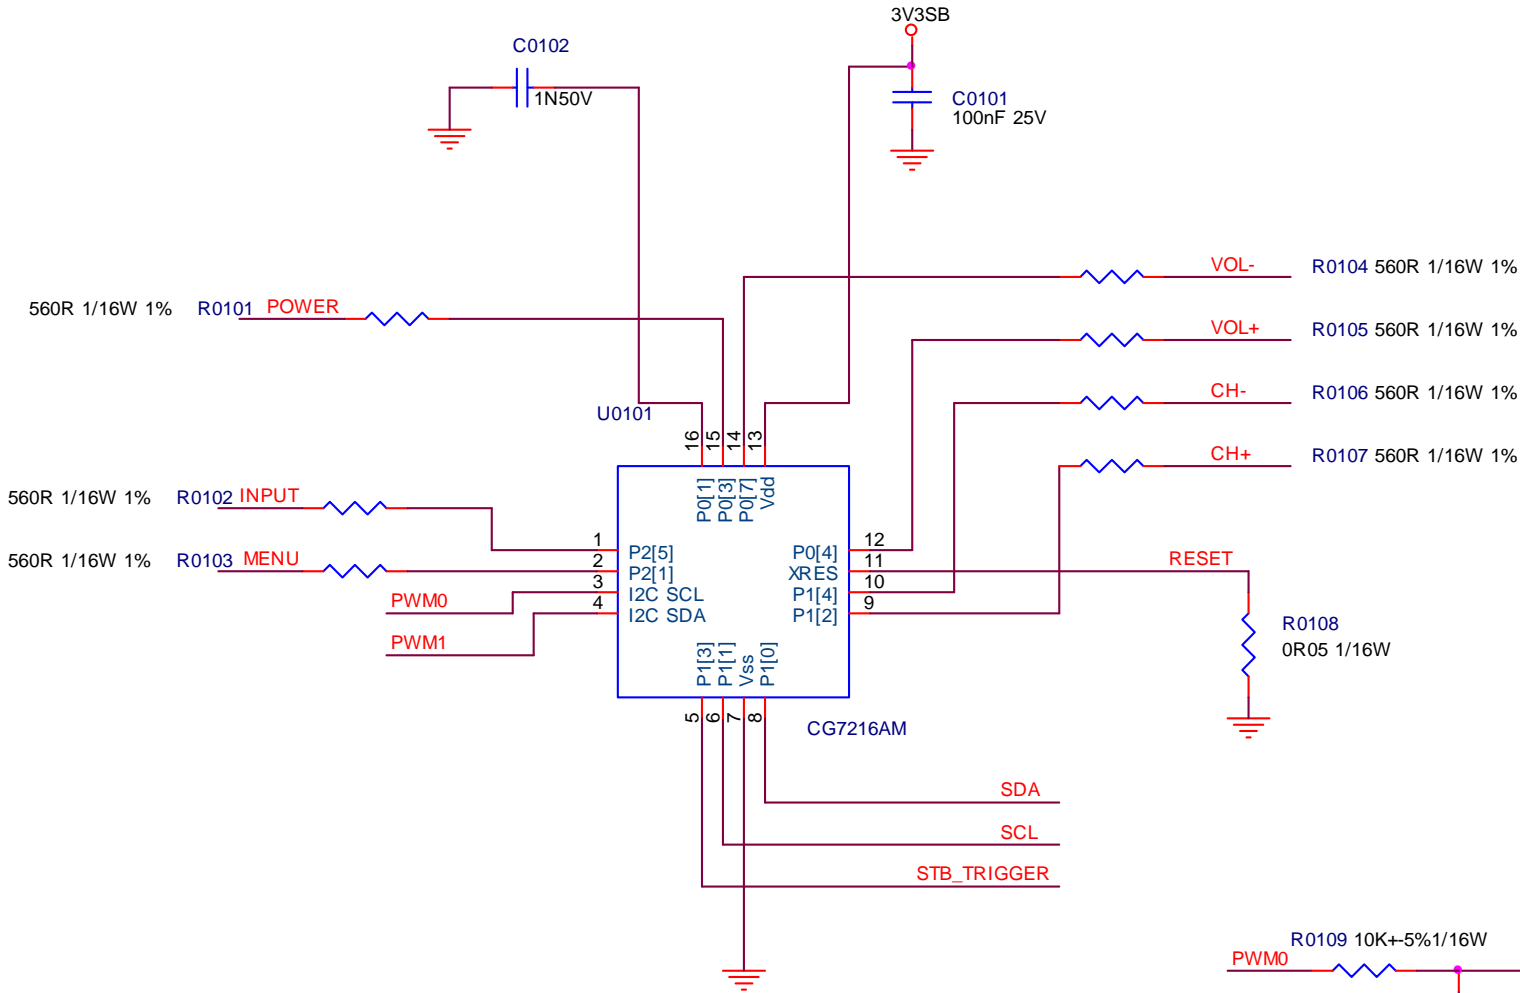 3V3SB
C0102
1N50V
C0101
100nF 25V
VOL- R0104 560R 1/16W 1%
560R 1/16W 1% R0101 POWER
VOL+ R0105 560R 1/16W 1%
CH- R0106 560R 1/16W 1%
U0101
16 15 14 13
CH+ R0107 560R 1/16W 1%
P0[1] P0[3] P0[7] Vdd
560R 1/16W 1% R0102 INPUT
1 P2[5] P0[4] 12
560R 1/16W 1% R0103 MENU 2 P2[1] XRES 11 RESET
3 I2C SCL P1[4] 10
PWM0
4 I2C SDA P1[2] 9
PWM1
R0108
0R05 1/16W
P1[3] P1[1] Vss P1[0]
5 6 7 8
CG7216AM
SDA
SCL
STB_TRIGGER
R0109 10K+-5%1/16W
PWM0